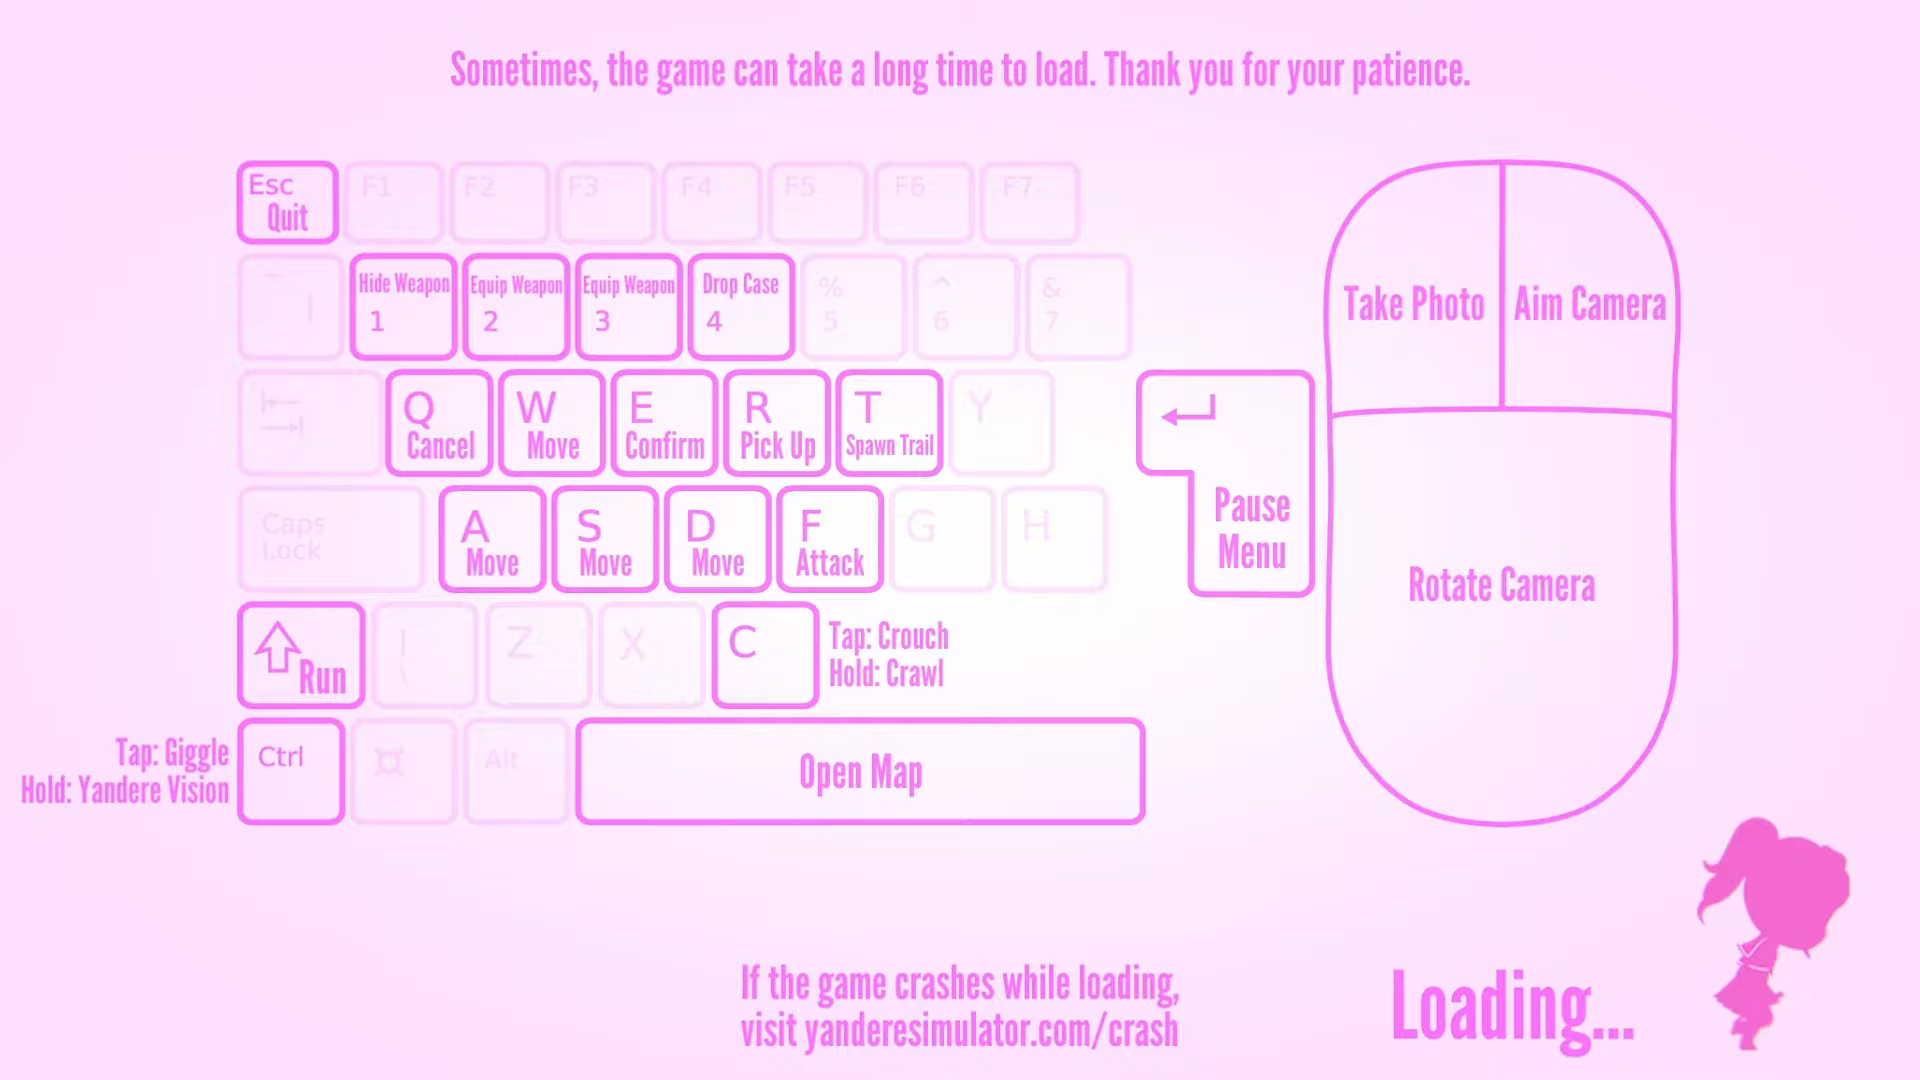 Sometimes, the game can take a long time to load. Thank you for your patience.
Esc
Quit
F1
F2
F3
F4
F5
F6
F7
Hide Weapon
1
Equip Weapon
2
Equip Weapon
3
Drop Case
4
%
5
^
6
&
7
Q
Cancel
W
Move
E
Confirm
R
Pick Up
T
Spawn Trail
Y
Caps
Lock
A
Move
S
Move
D
Move
F
Attack
G
H
Pause
Menu
Run
|
\
Z
X
C
Tap: Crouch
Hold: Crawl
Tap: Giggle
Hold: Yandere Vision
Ctrl
Alt
Open Map
Take Photo
Aim Camera
Rotate Camera
If the game crashes while loading,
visit yanderesimulator.com/crash
Loading...